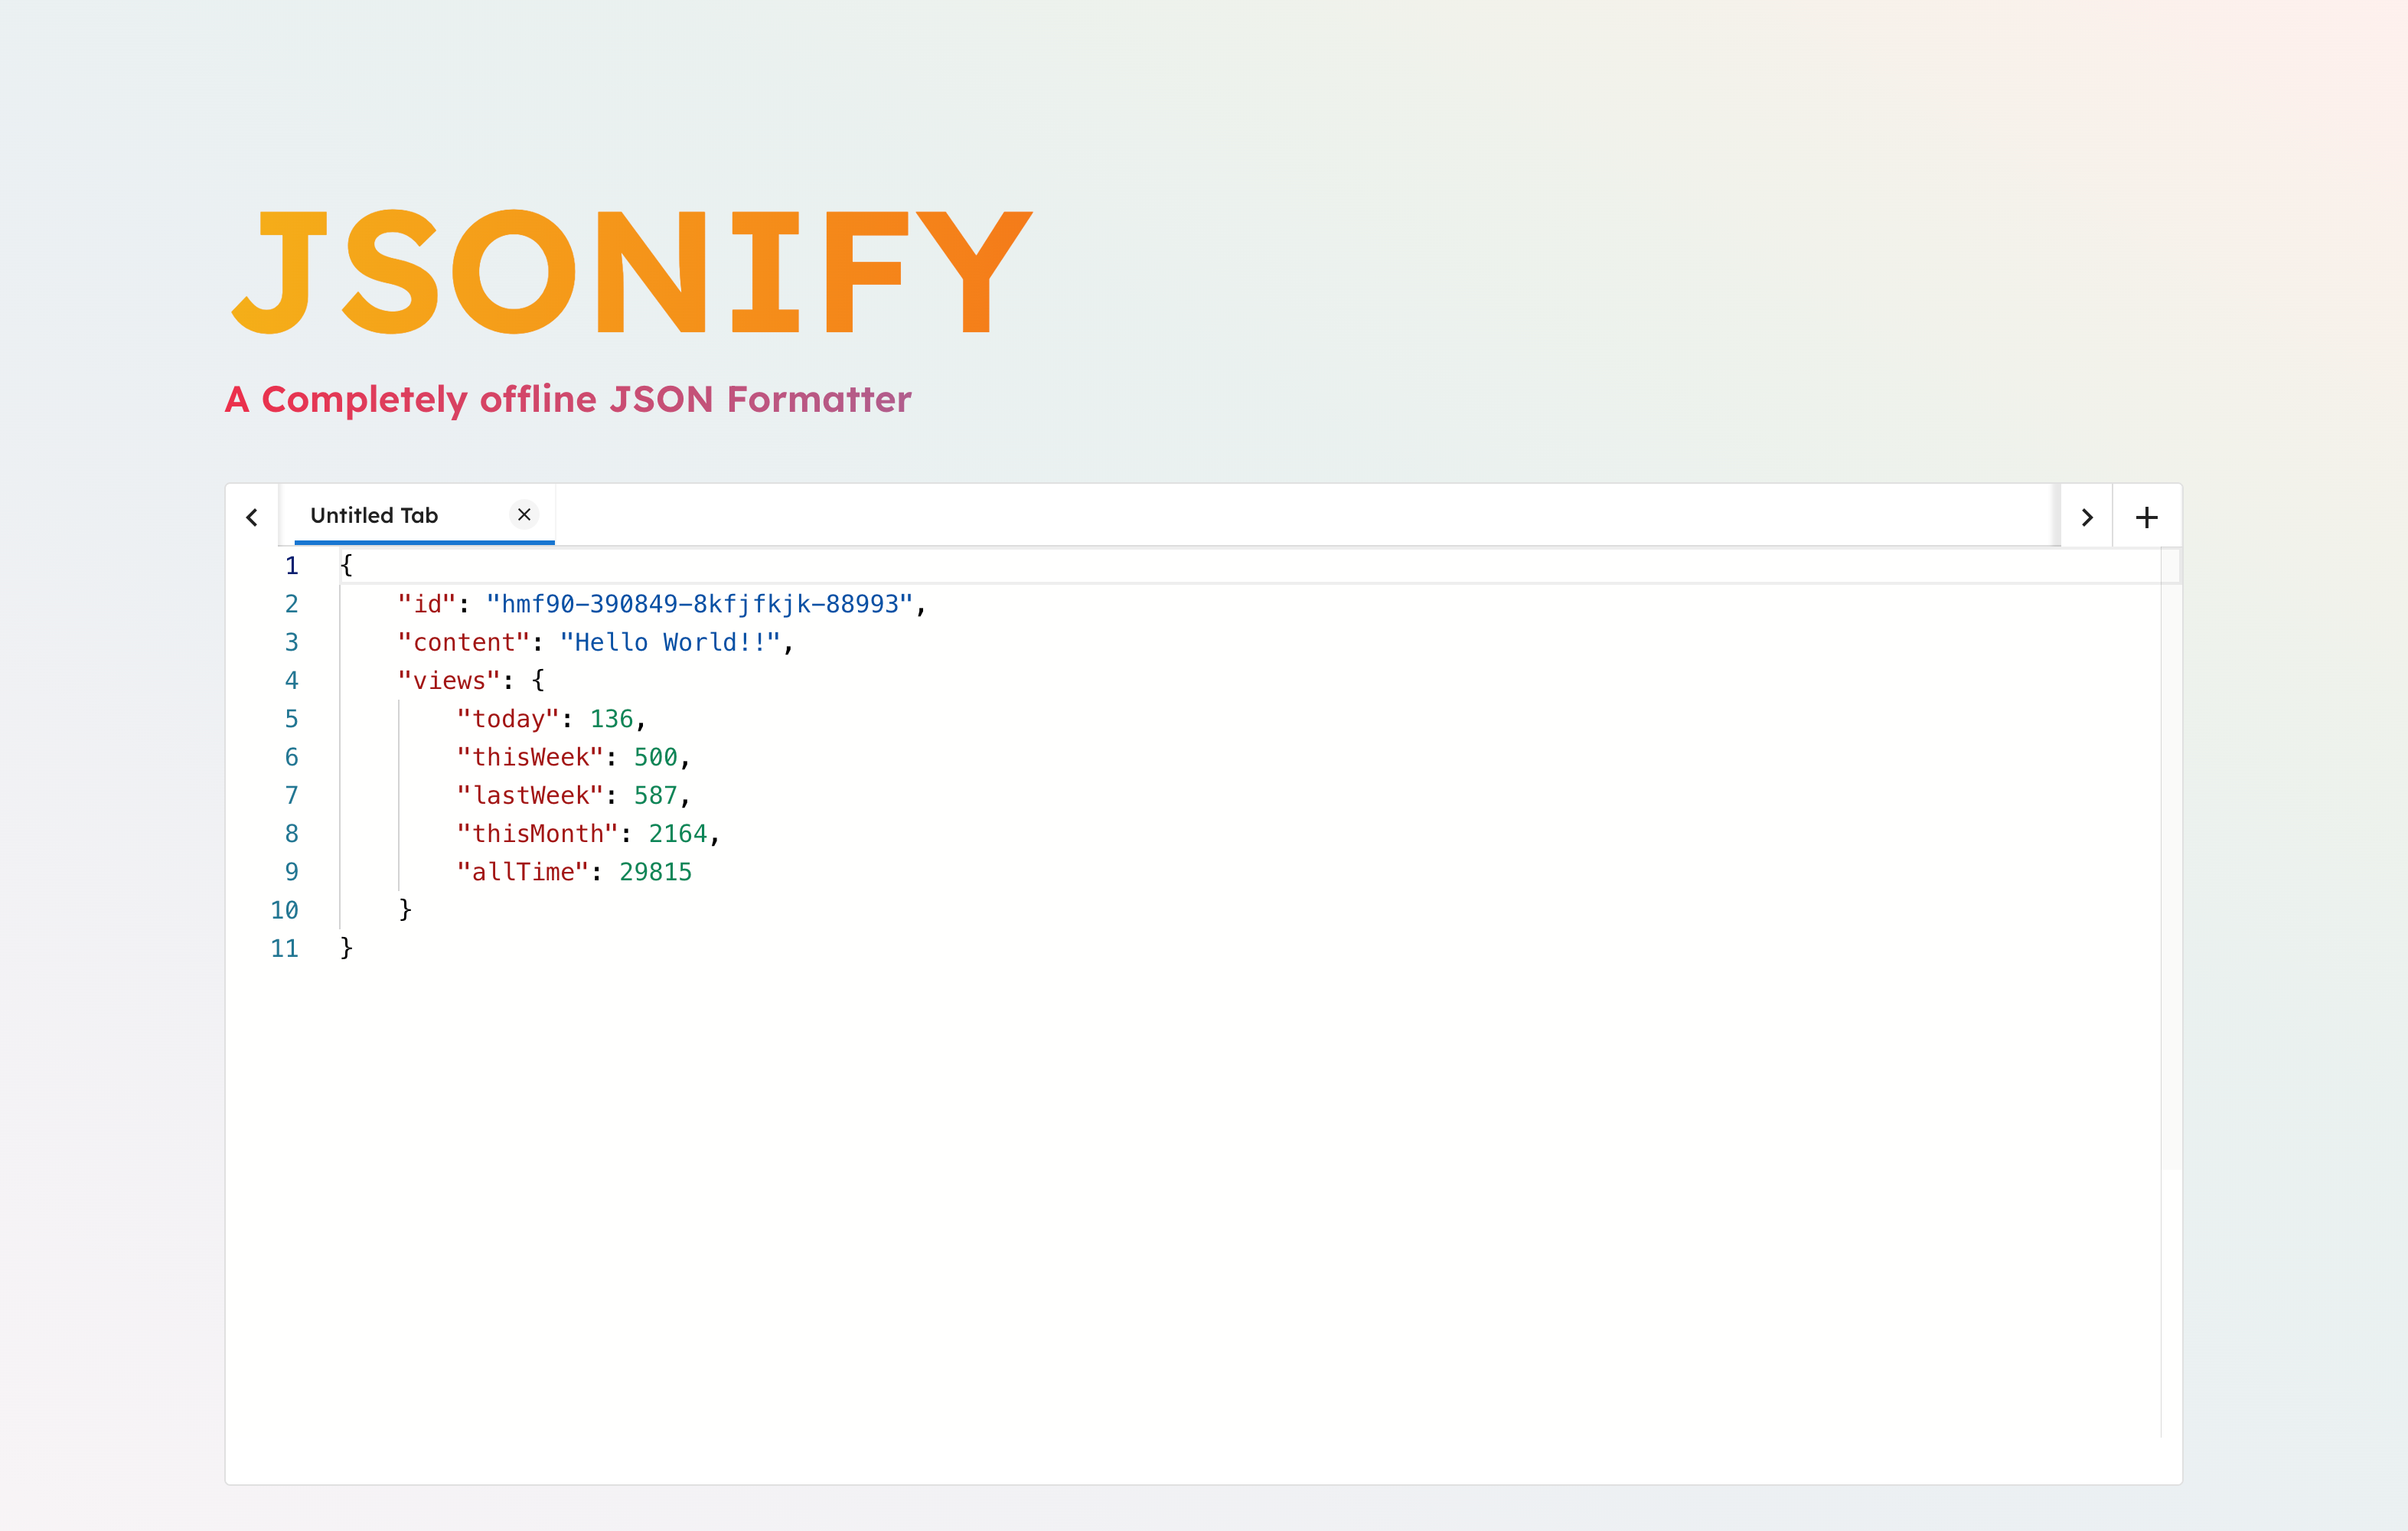 JSONIFY
A Completely offline JSON Formatter
Untitled Tab
1 {
2     "id": "hmf90-390849-8kfjfkjk-88993",
3     "content": "Hello World!!",
4     "views": {
5         "today": 136,
6         "thisWeek": 500,
7         "lastWeek": 587,
8         "thisMonth": 2164,
9         "allTime": 29815
10     }
11 }